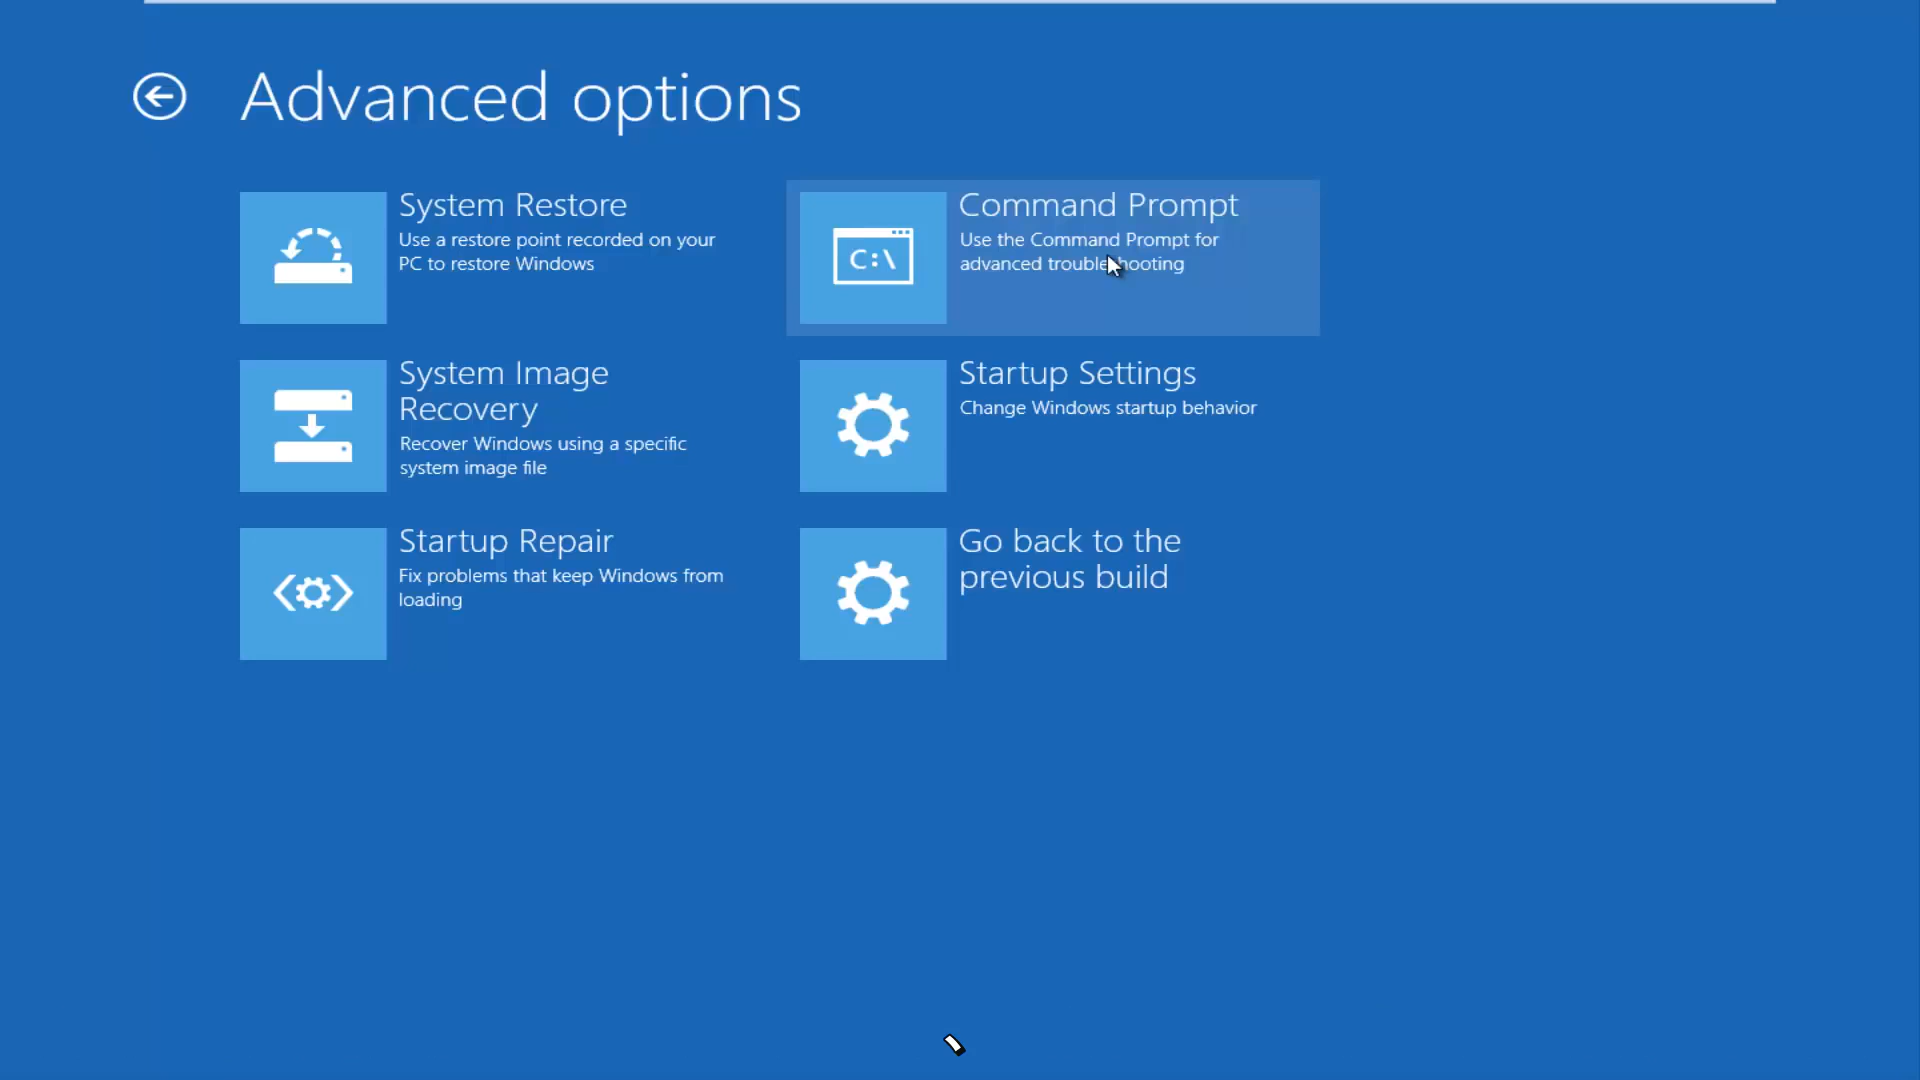 Advanced options
System Restore
Use a restore point recorded on your
PC to restore Windows
C:\
Command Prompt
Use the Command Prompt for
advanced troubleshooting
System Image
Recovery
Recover Windows using a specific
system image file
Startup Settings
Change Windows startup behavior
Startup Repair
Fix problems that keep Windows from
loading
Go back to the
previous build